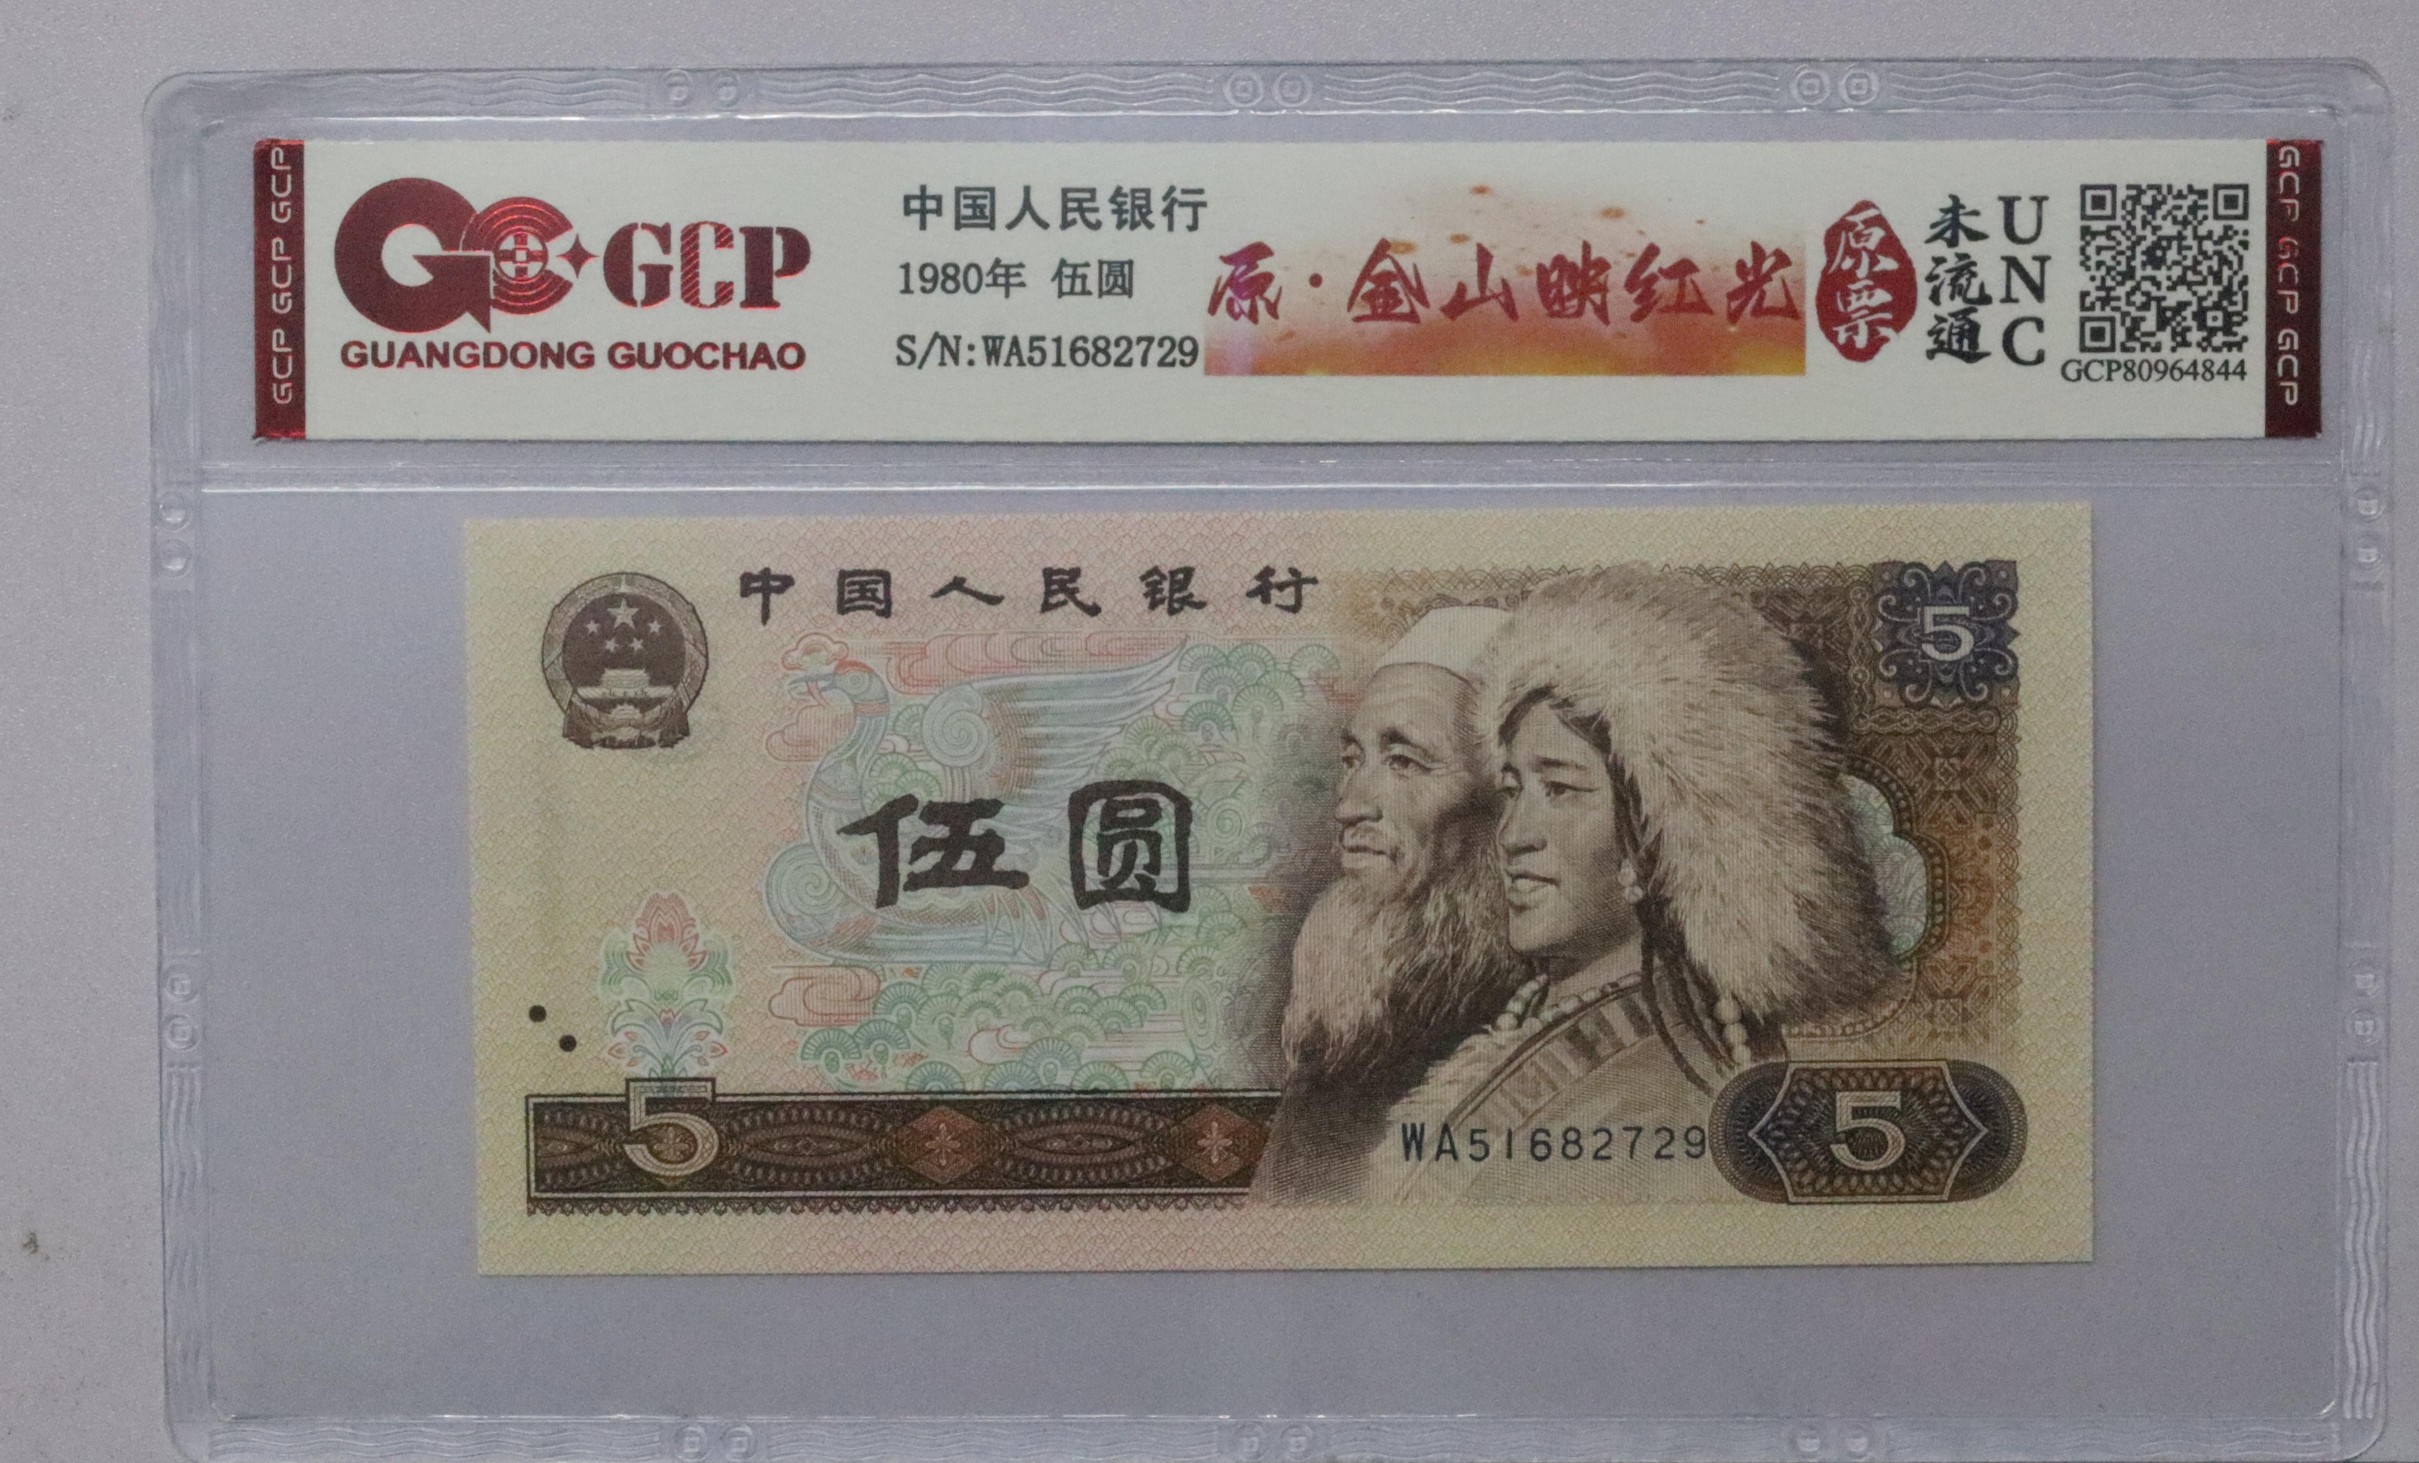 GCP GCP GCP
GCP
GUANGDONG GUOCHAO
中国人民银行
1980年 伍圆
S/N:WA51682729
原·金山映红光
原票
未流通
UNC
GCP80964844
GCP GCP GCP
中国人民银行
5
伍圆
5
WA51682729
5